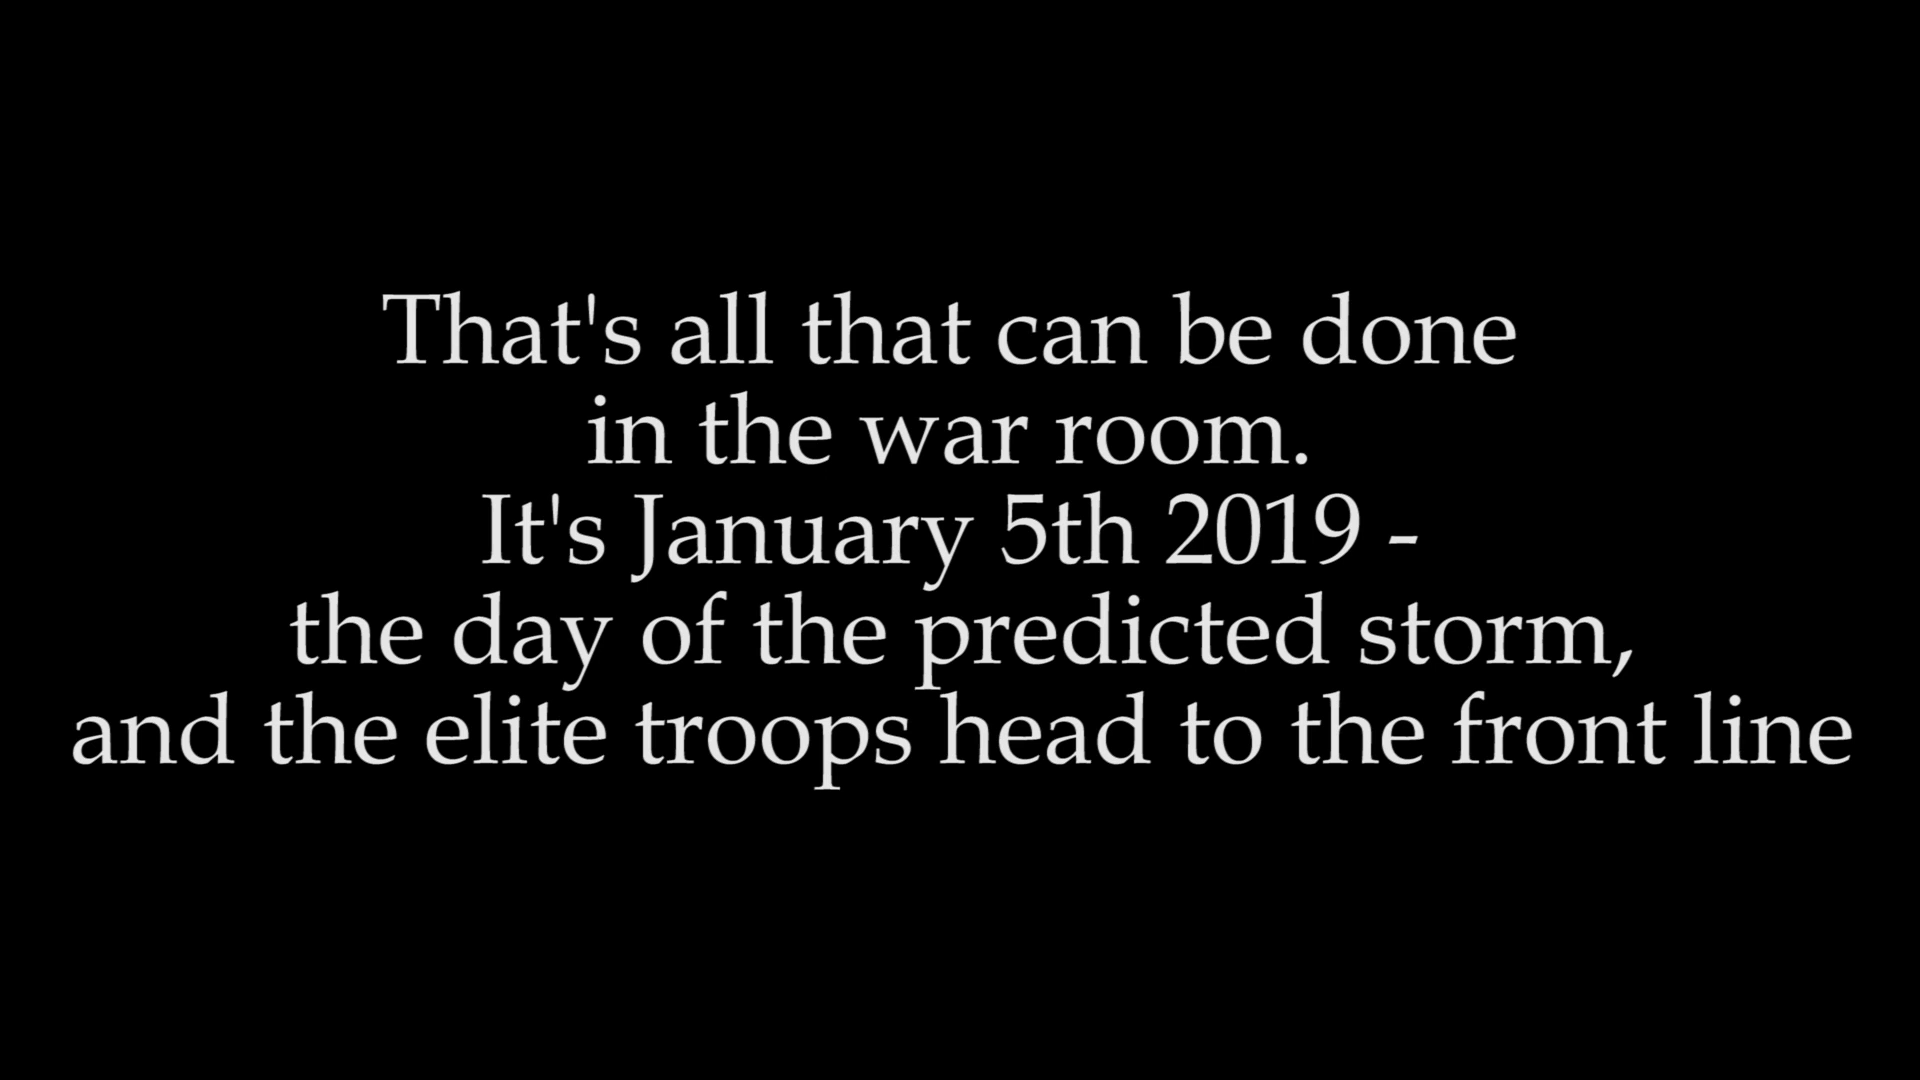 That's all that can be done
in the war room.
It's January 5th 2019 -
the day of the predicted storm,
and the elite troops head to the front line